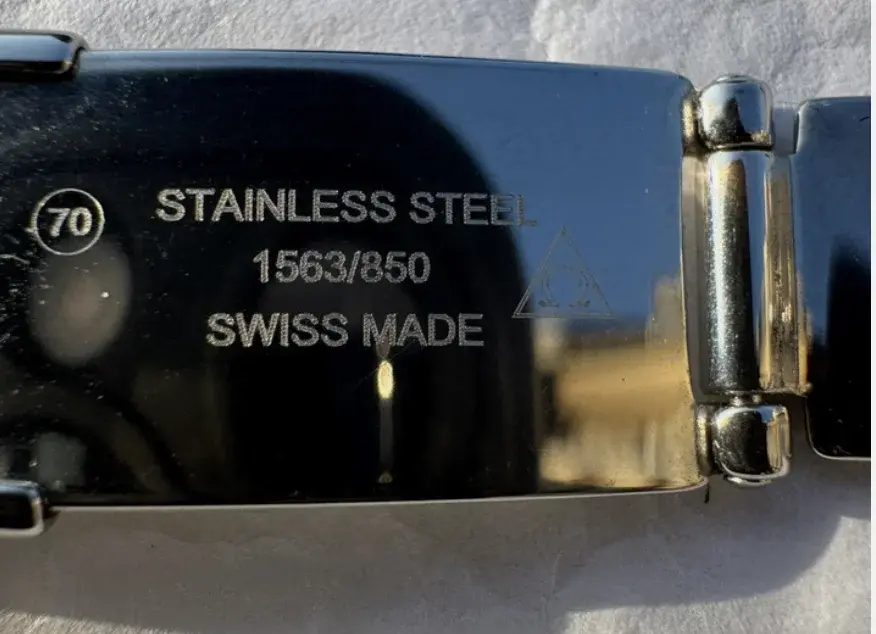 70
STAINLESS STEEL
1563/850
SWISS MADE
Ω